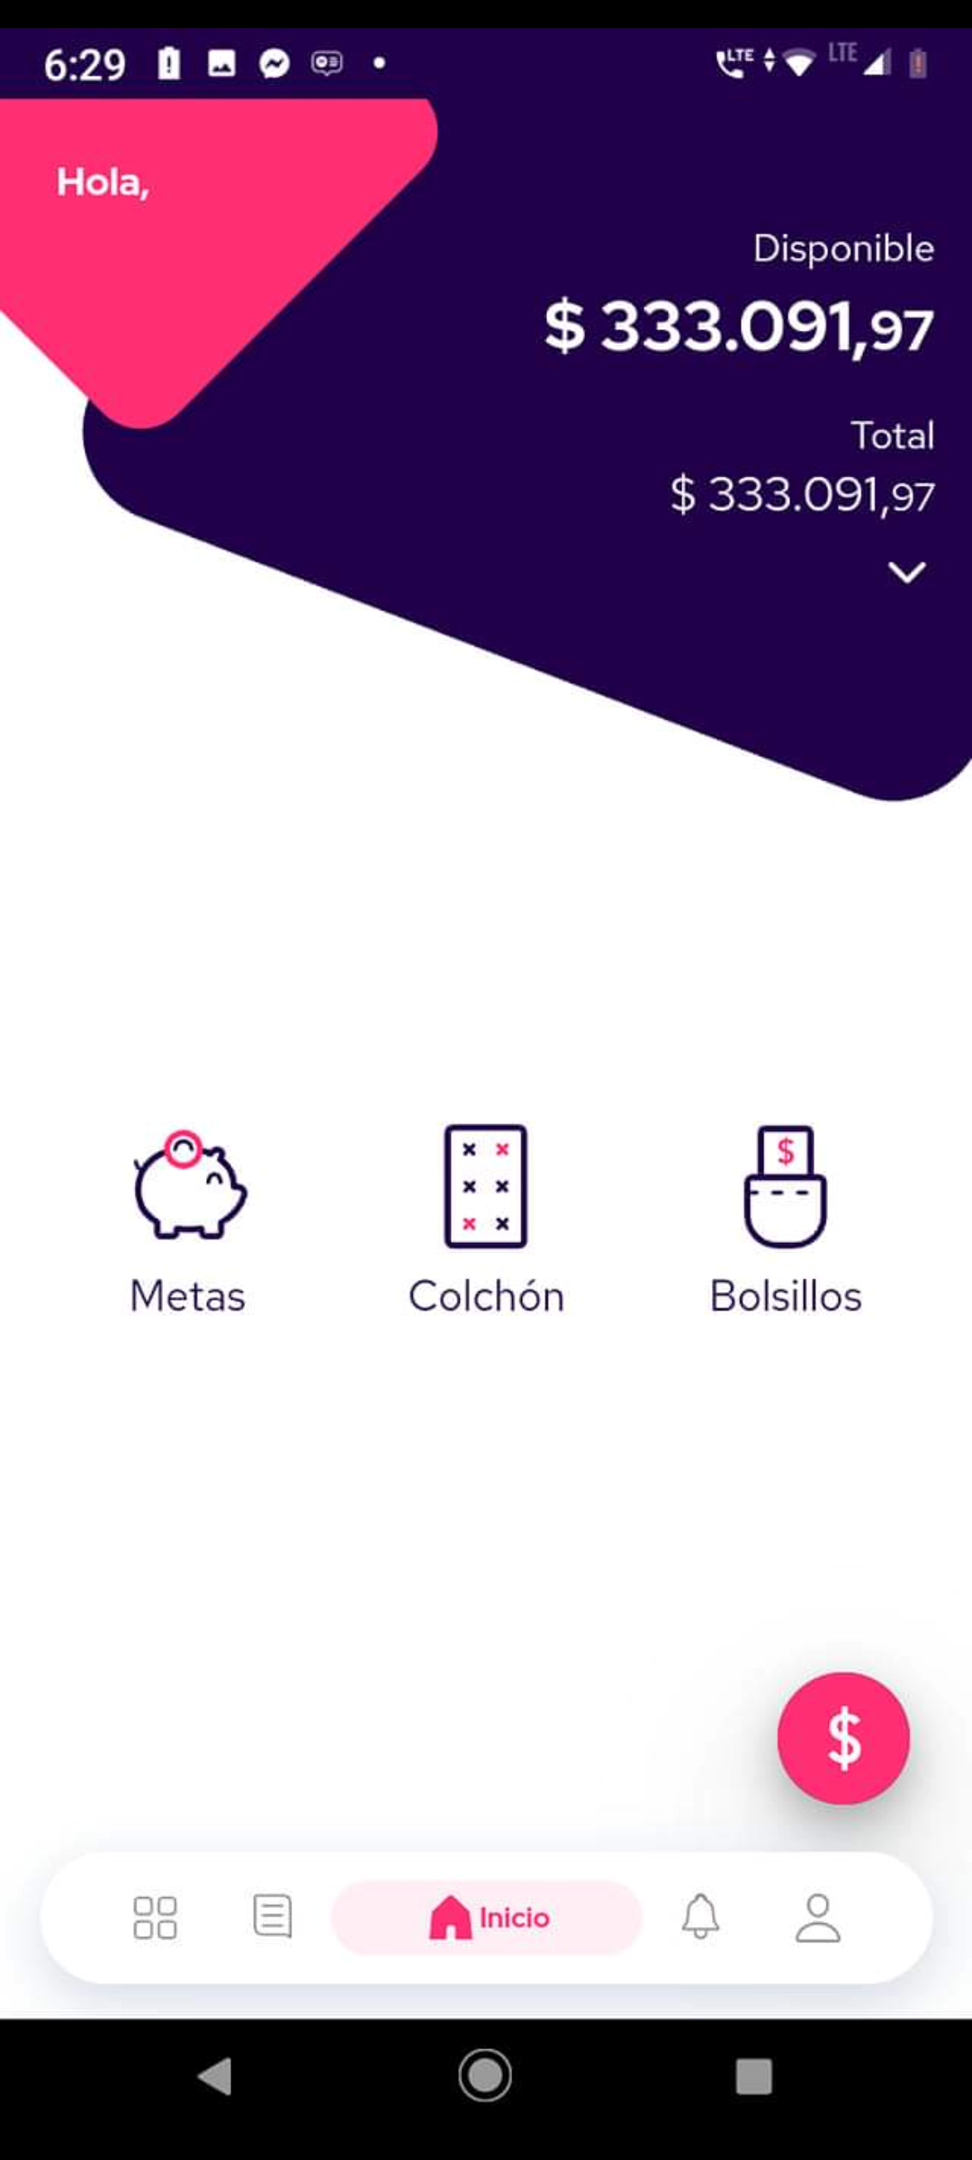 6:29
LTE
LTE
Hola,
Disponible
$ 333.091,97
Total
$ 333.091,97
$
Metas
Colchón
Bolsillos
$
Inicio